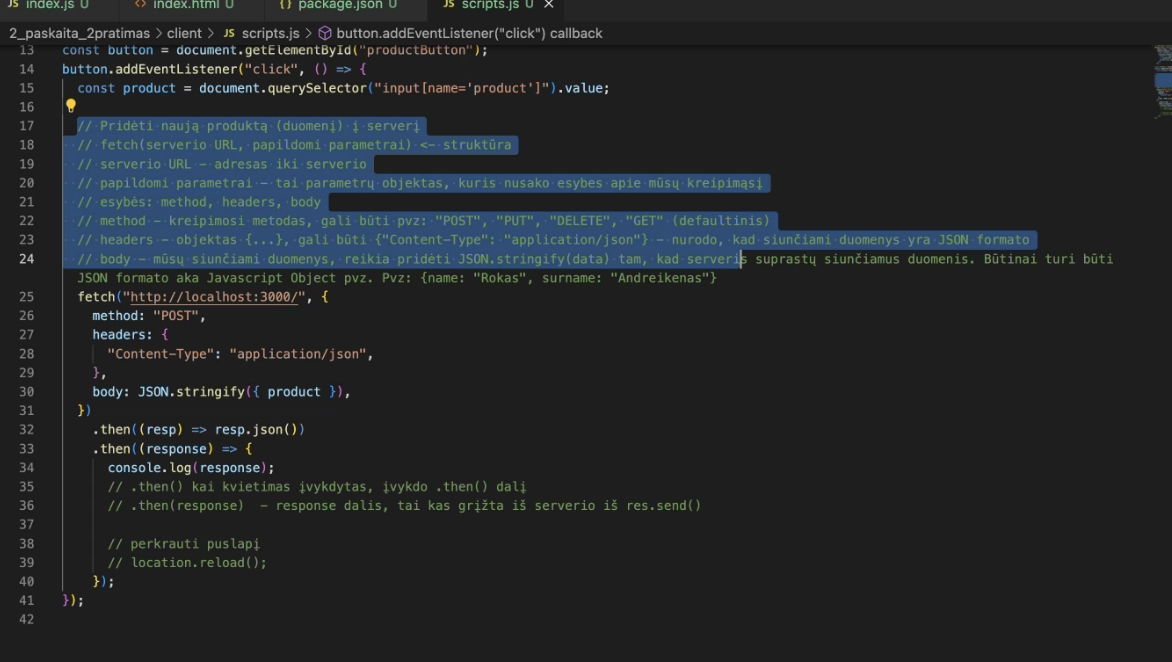 JS index.js U
<> index.html U
{} package.json U
JS scripts.js U ×
2_paskaita_2pratimas > client > JS scripts.js > button.addEventListener("click") callback
13 const button = document.getElementById("productButton");
14 button.addEventListener("click", () => {
15 const product = document.querySelector("input[name='product']").value;
16
17 // Pridėti naują produktą (duomenį) į serverį
18 // fetch(serverio URL, papildomi parametrai) <- struktūra
19 // serverio URL - adresas iki serverio
20 // papildomi parametrai - tai parametrų objektas, kuris nusako esybes apie mūsų kreipimąsį
21 // esybės: method, headers, body
22 // method - kreipimosi metodas, gali būti pvz: "POST", "PUT", "DELETE", "GET" (defaultinis)
23 // headers - objektas {...}, gali būti {"Content-Type": "application/json"} - nurodo, kad siunčiami duomenys yra JSON formato
24 // body - mūsų siunčiami duomenys, reikia pridėti JSON.stringify(data) tam, kad serveris suprastų siunčiamus duomenis. Būtinai turi būti
JSON formato aka Javascript Object pvz. Pvz: {name: "Rokas", surname: "Andreikenas"}
25 fetch("http://localhost:3000/", {
26 method: "POST",
27 headers: {
28 "Content-Type": "application/json",
29 },
30 body: JSON.stringify({ product }),
31 })
32 .then((resp) => resp.json())
33 .then((response) => {
34 console.log(response);
35 // .then() kai kvietimas įvykdytas, įvykdo .then() dalį
36 // .then(response) - response dalis, tai kas grįžta iš serverio iš res.send()
37
38 // perkrauti puslapį
39 // location.reload();
40 });
41 });
42